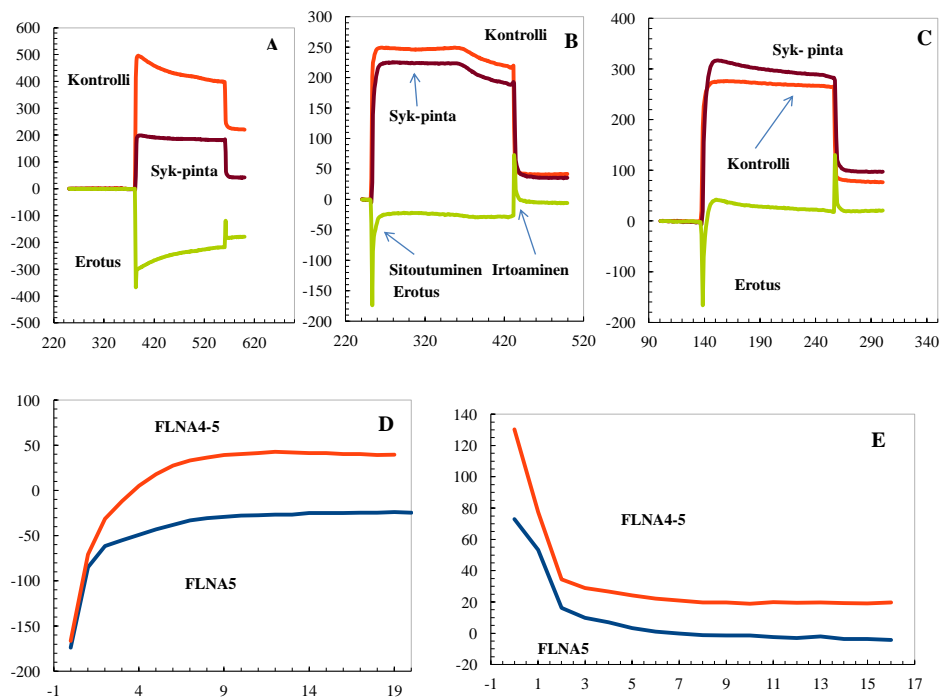 A
600
500
400
300
200
100
0
-100
-200
-300
-400
-500
Kontrolli
Syk-pinta
Erotus
220 320 420 520 620
B
300
250
200
150
100
50
0
-50
-100
-150
-200
Kontrolli
Syk-pinta
Sitoutuminen Irtoaminen
Erotus
220 320 420 520
C
400
300
200
100
0
-100
-200
Syk- pinta
Kontrolli
Erotus
90 140 190 240 290 340
D
100
50
0
-50
-100
-150
-200
FLNA4-5
FLNA5
-1 4 9 14 19
E
140
120
100
80
60
40
20
0
-20
FLNA4-5
FLNA5
-1 1 3 5 7 9 11 13 15 17